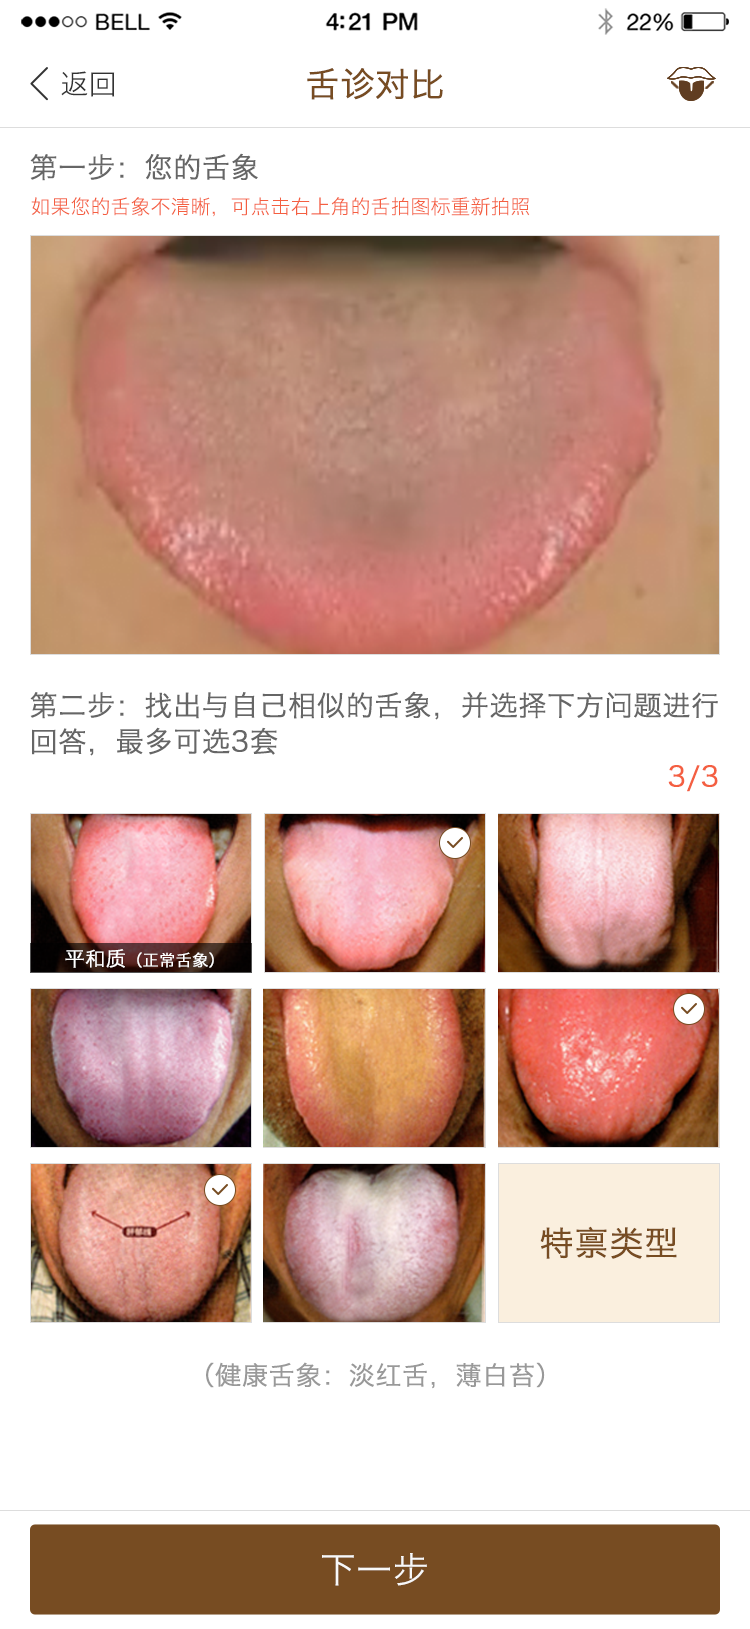 BELL 4:21 PM 22%
返回 舌诊对比
第一步：您的舌象
如果您的舌象不清晰，可点击右上角的舌拍图标重新拍照
第二步：找出与自己相似的舌象，并选择下方问题进行
回答，最多可选3套
3/3
平和质（正常舌象）
特禀类型
（健康舌象：淡红舌，薄白苔）
下一步